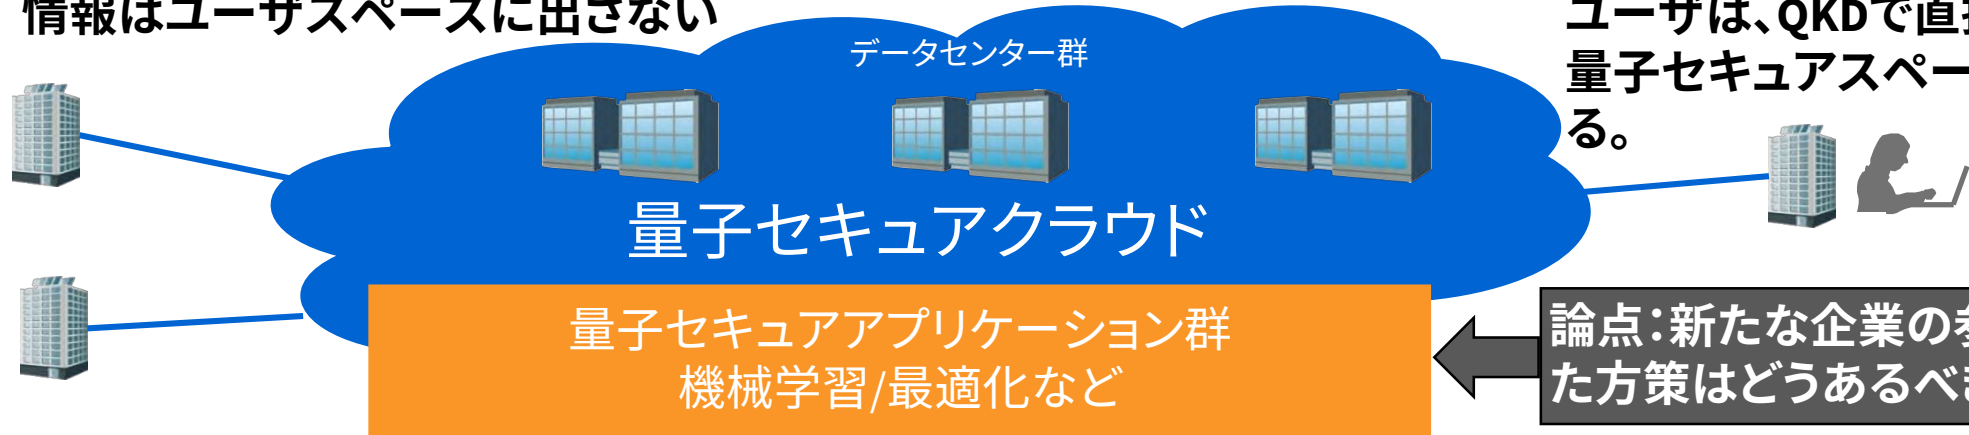 情報はユーザスペースに出さない
データセンター群
ユーザは、QKDで直接
量子セキュアスペー
る。
量子セキュアクラウド
量子セキュアアプリケーション群
機械学習/最適化など
論点：新たな企業の
た方策はどうあるべ